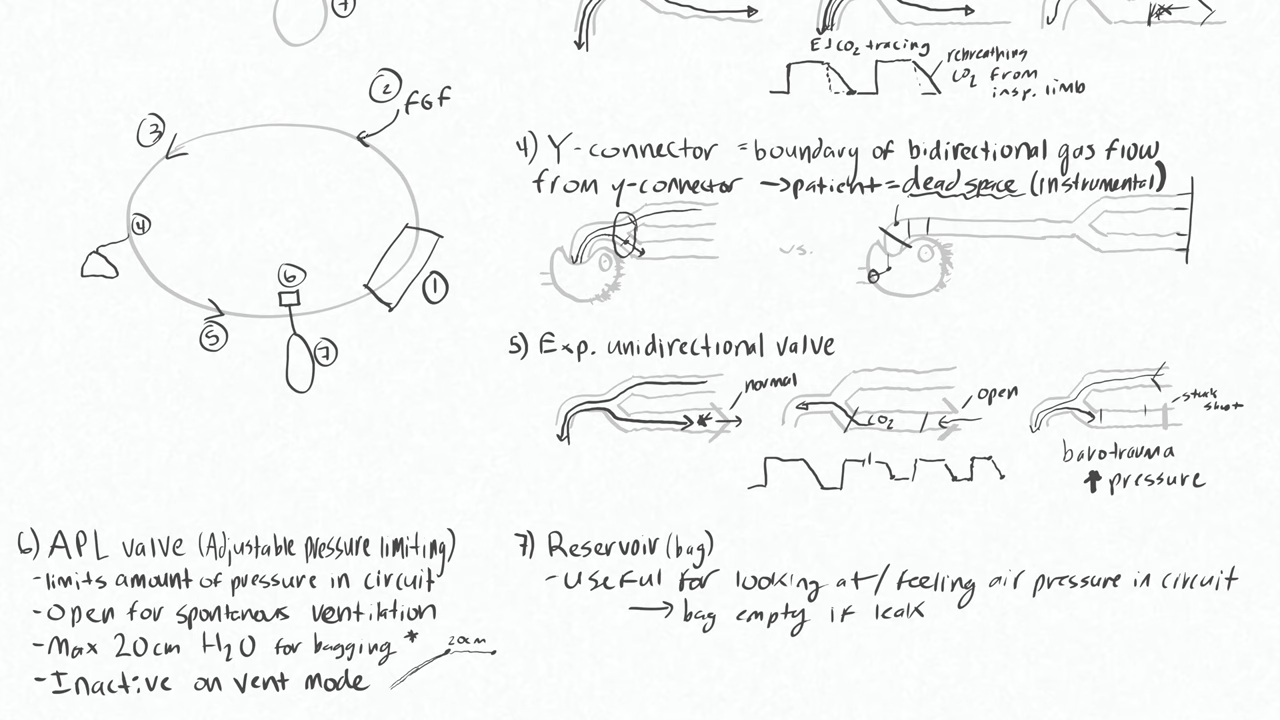 7
EtCO2 tracing
rebreathing
CO2 from
insp. limb
2
FGF
3
4
1
6
5
7
4) Y-connector = boundary of bidirectional gas flow
from y-connector → patient = dead space (instrumental)
vs.
5) Exp. unidirectional valve
normal
CO2
open
stuck
shut
barotrauma
↑ pressure
6) APL valve (Adjustable pressure limiting)
-limits amount of pressure in circuit
-Open for spontanous ventilation
-Max 20cm H2O for bagging *
20cm
-Inactive on vent mode
7) Reservoir (bag)
-useful for looking at/feeling air pressure in circuit
→ bag empty if leak